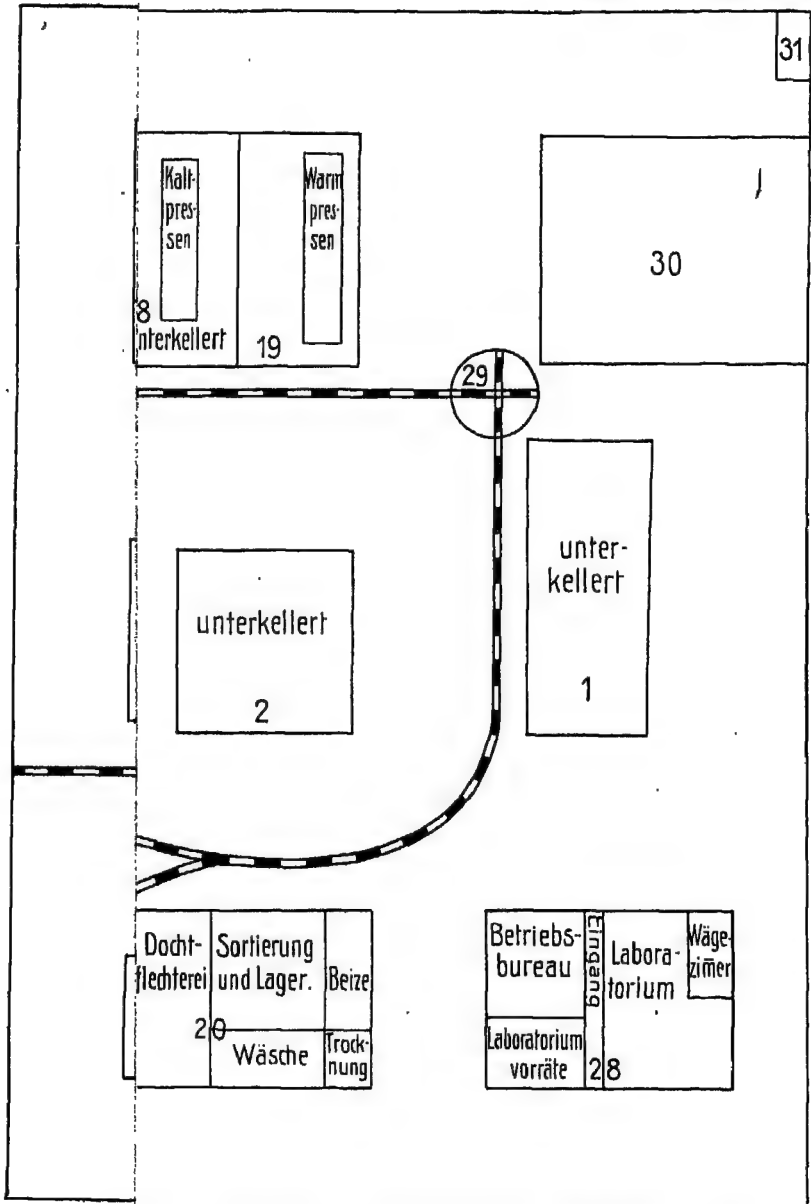 31
Kalt-
pres-
sen
Warm
pres-
sen
8
nterkellert
19
30
29
unter-
kellert
1
unterkellert
2
Docht-
flechterei
Sortierung
und Lager.
Beize
20
Wäsche
Trock-
nung
Betriebs-
bureau
Eingang
Labora-
torium
Wäge-
zimer
Laboratorium
vorräte
28